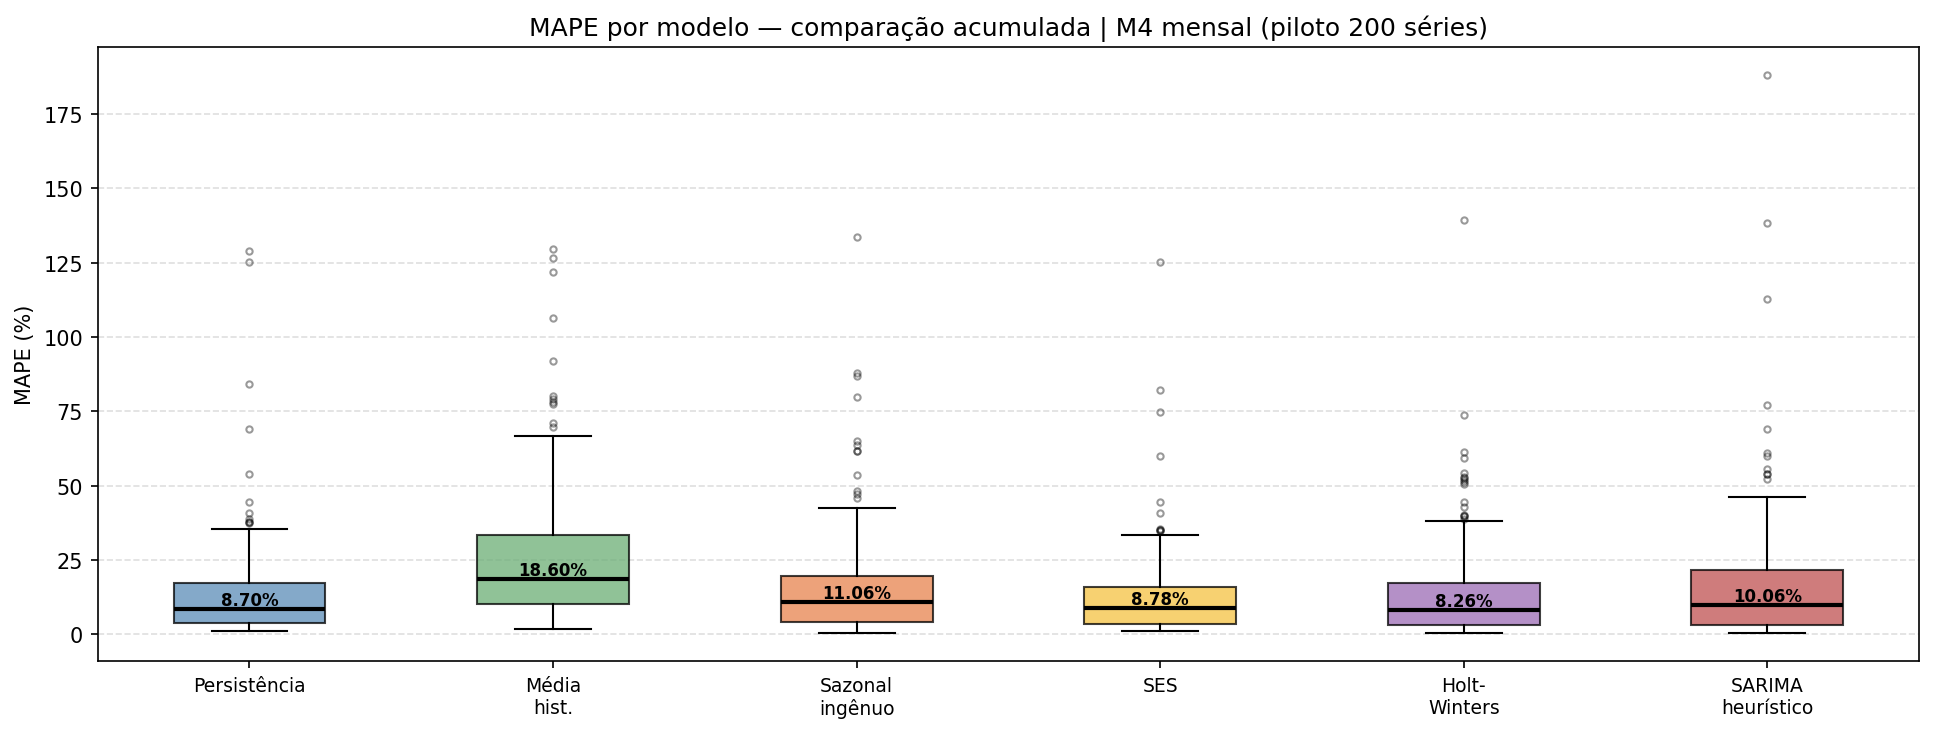 MAPE por modelo — comparação acumulada | M4 mensal (piloto 200 séries)
MAPE (%)
175
150
125
100
75
50
25
0
8.70%
18.60%
11.06%
8.78%
8.26%
10.06%
Persistência
Média
hist.
Sazonal
ingênuo
SES
Holt-
Winters
SARIMA
heurístico